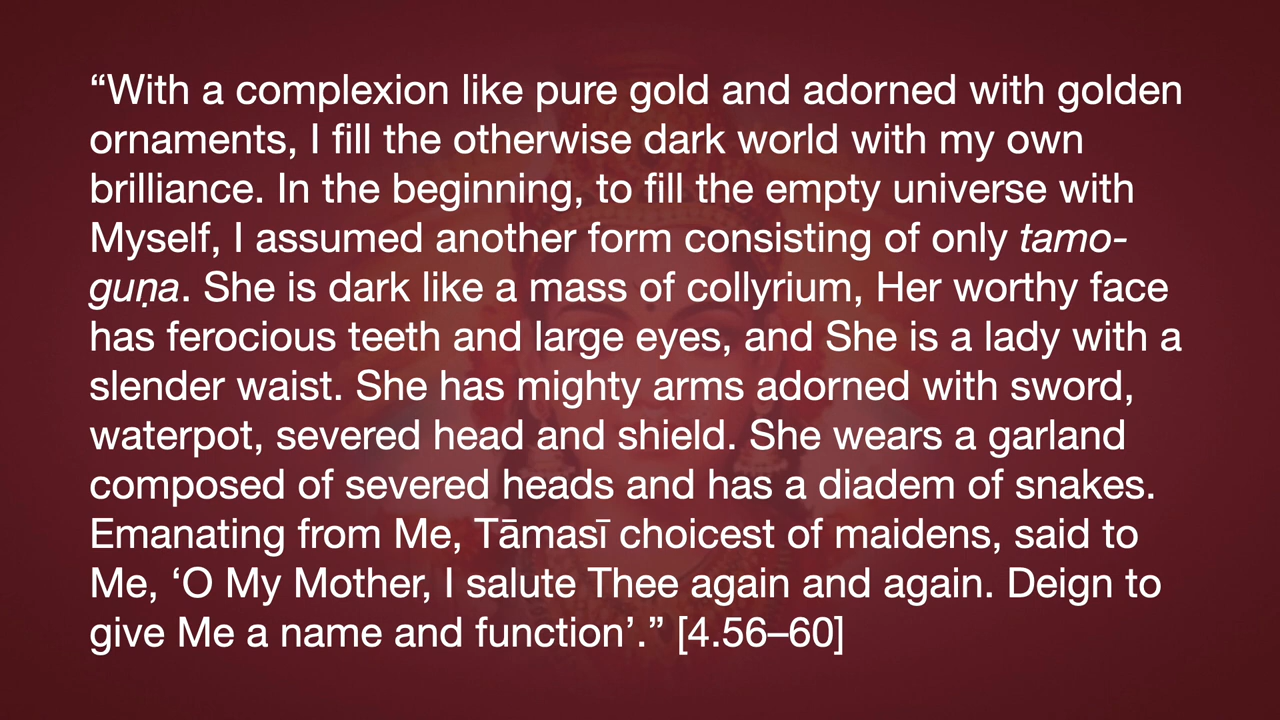 “With a complexion like pure gold and adorned with golden
ornaments, I fill the otherwise dark world with my own
brilliance. In the beginning, to fill the empty universe with
Myself, I assumed another form consisting of only tamo-
guṇa. She is dark like a mass of collyrium, Her worthy face
has ferocious teeth and large eyes, and She is a lady with a
slender waist. She has mighty arms adorned with sword,
waterpot, severed head and shield. She wears a garland
composed of severed heads and has a diadem of snakes.
Emanating from Me, Tāmasī choicest of maidens, said to
Me, ‘O My Mother, I salute Thee again and again. Deign to
give Me a name and function’.” [4.56–60]